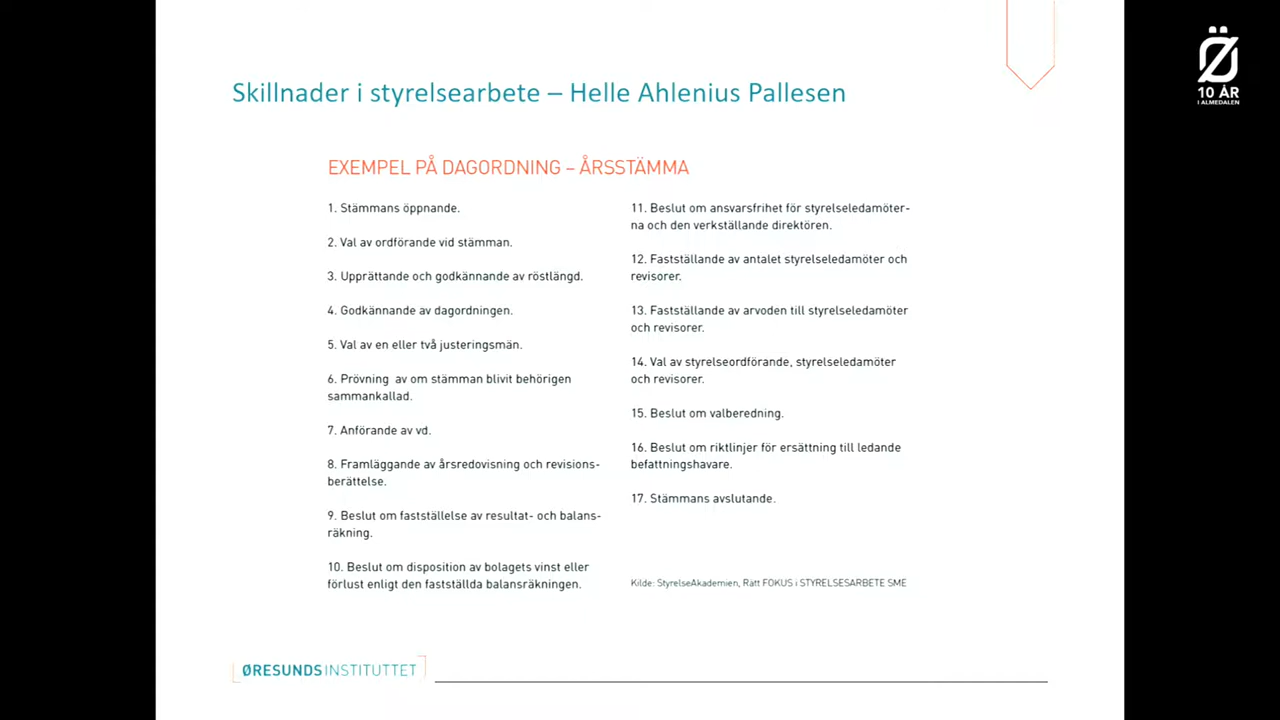 Skillnader i styrelsearbete – Helle Ahlenius Pallesen
Ö
10 ÅR
I ALMEDALEN
EXEMPEL PÅ DAGORDNING – ÅRSSTÄMMA
1. Stämmans öppnande.
2. Val av ordförande vid stämman.
3. Upprättande och godkännande av röstlängd.
4. Godkännande av dagordningen.
5. Val av en eller två justeringsmän.
6. Prövning av om stämman blivit behörigen
sammankallad.
7. Anförande av vd.
8. Framläggande av årsredovisning och revisions-
berättelse.
9. Beslut om fastställelse av resultat- och balans-
räkning.
10. Beslut om disposition av bolagets vinst eller
förlust enligt den fastställda balansräkningen.
11. Beslut om ansvarsfrihet för styrelseledamöter-
na och den verkställande direktören.
12. Fastställande av antalet styrelseledamöter och
revisorer.
13. Fastställande av arvoden till styrelseledamöter
och revisorer.
14. Val av styrelseordförande, styrelseledamöter
och revisorer.
15. Beslut om valberedning.
16. Beslut om riktlinjer för ersättning till ledande
befattningshavare.
17. Stämmans avslutande.
Kilde: StyrelseAkademien, Rätt FOKUS i STYRELSESARBETE SME
ØRESUNDSINSTITUTTET